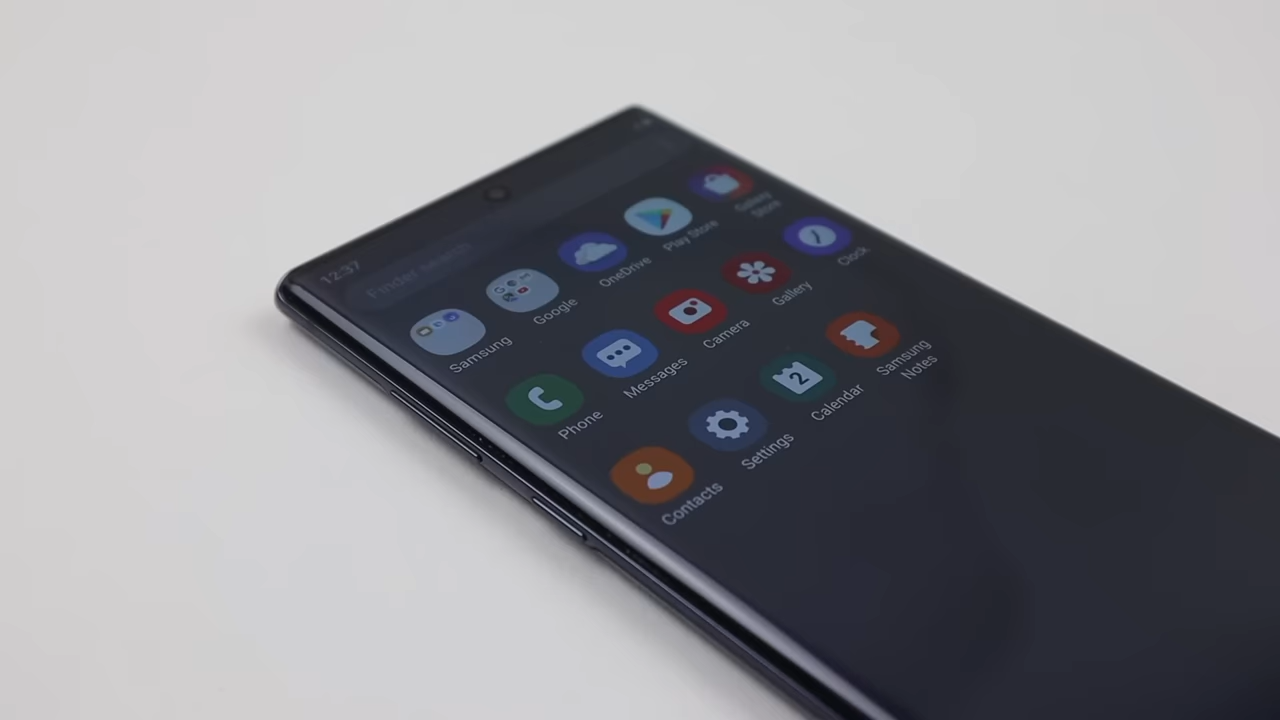 12:37
Finder search
Samsung
Google
OneDrive
Play Store
Galaxy
Store
Phone
Messages
Camera
Gallery
Clock
Contacts
Settings
2
Calendar
Samsung
Notes